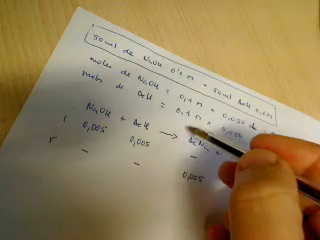 50 ml de NaOH 0'1 M + 50 ml AcH 0,1 M
moles de NaOH = 0,1 M × 0,050
moles de AcH = 0,1 M × 0,050
NaOH + AcH → AcNa +
i 0,005 0,005 –
r – – 0,005